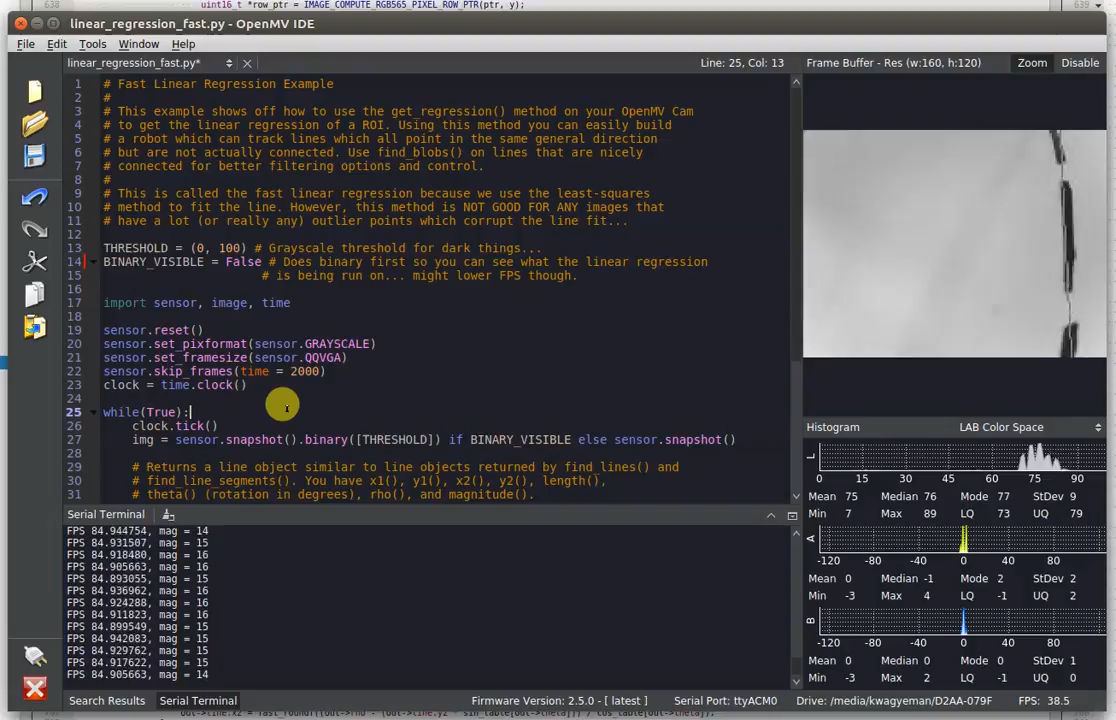 638
uint16_t *row_ptr = IMAGE_COMPUTE_RGB565_PIXEL_ROW_PTR(ptr, y);
639
linear_regression_fast.py - OpenMV IDE
File Edit Tools Window Help
linear_regression_fast.py* Line: 25, Col: 13
1 # Fast Linear Regression Example
2 #
3 # This example shows off how to use the get_regression() method on your OpenMV Cam
4 # to get the linear regression of a ROI. Using this method you can easily build
5 # a robot which can track lines which all point in the same general direction
6 # but are not actually connected. Use find_blobs() on lines that are nicely
7 # connected for better filtering options and control.
8 #
9 # This is called the fast linear regression because we use the least-squares
10 # method to fit the line. However, this method is NOT GOOD FOR ANY images that
11 # have a lot (or really any) outlier points which corrupt the line fit...
12
13 THRESHOLD = (0, 100) # Grayscale threshold for dark things...
14 BINARY_VISIBLE = False # Does binary first so you can see what the linear regression
15 # is being run on... might lower FPS though.
16
17 import sensor, image, time
18
19 sensor.reset()
20 sensor.set_pixformat(sensor.GRAYSCALE)
21 sensor.set_framesize(sensor.QQVGA)
22 sensor.skip_frames(time = 2000)
23 clock = time.clock()
24
25 while(True):
26 clock.tick()
27 img = sensor.snapshot().binary([THRESHOLD]) if BINARY_VISIBLE else sensor.snapshot()
28
29 # Returns a line object similar to line objects returned by find_lines() and
30 # find_line_segments(). You have x1(), y1(), x2(), y2(), length(),
31 # theta() (rotation in degrees), rho(), and magnitude().
Serial Terminal
FPS 84.944754, mag = 14
FPS 84.931507, mag = 15
FPS 84.918480, mag = 16
FPS 84.905663, mag = 16
FPS 84.893055, mag = 15
FPS 84.936962, mag = 16
FPS 84.924288, mag = 16
FPS 84.911823, mag = 16
FPS 84.899549, mag = 15
FPS 84.942083, mag = 15
FPS 84.929762, mag = 15
FPS 84.917622, mag = 15
FPS 84.905663, mag = 15
Frame Buffer - Res (w:160, h:120) Zoom Disable
Histogram LAB Color Space
L
0 15 30 45 60 75 90
Mean 75 Median 76 Mode 77 StDev 9
Min 7 Max 89 LQ 73 UQ 79
A
-120 -80 -40 0 40 80
Mean 0 Median -1 Mode 2 StDev 2
Min -3 Max 4 LQ -1 UQ 2
B
-120 -80 -40 0 40 80
Mean 0 Median 0 Mode 0 StDev 1
Min -3 Max 2 LQ -1 UQ 0
Search Results Serial Terminal Firmware Version: 2.5.0 - [ latest ] Serial Port: ttyACM0 Drive: /media/kwagyeman/D2AA-079F FPS: 38.5